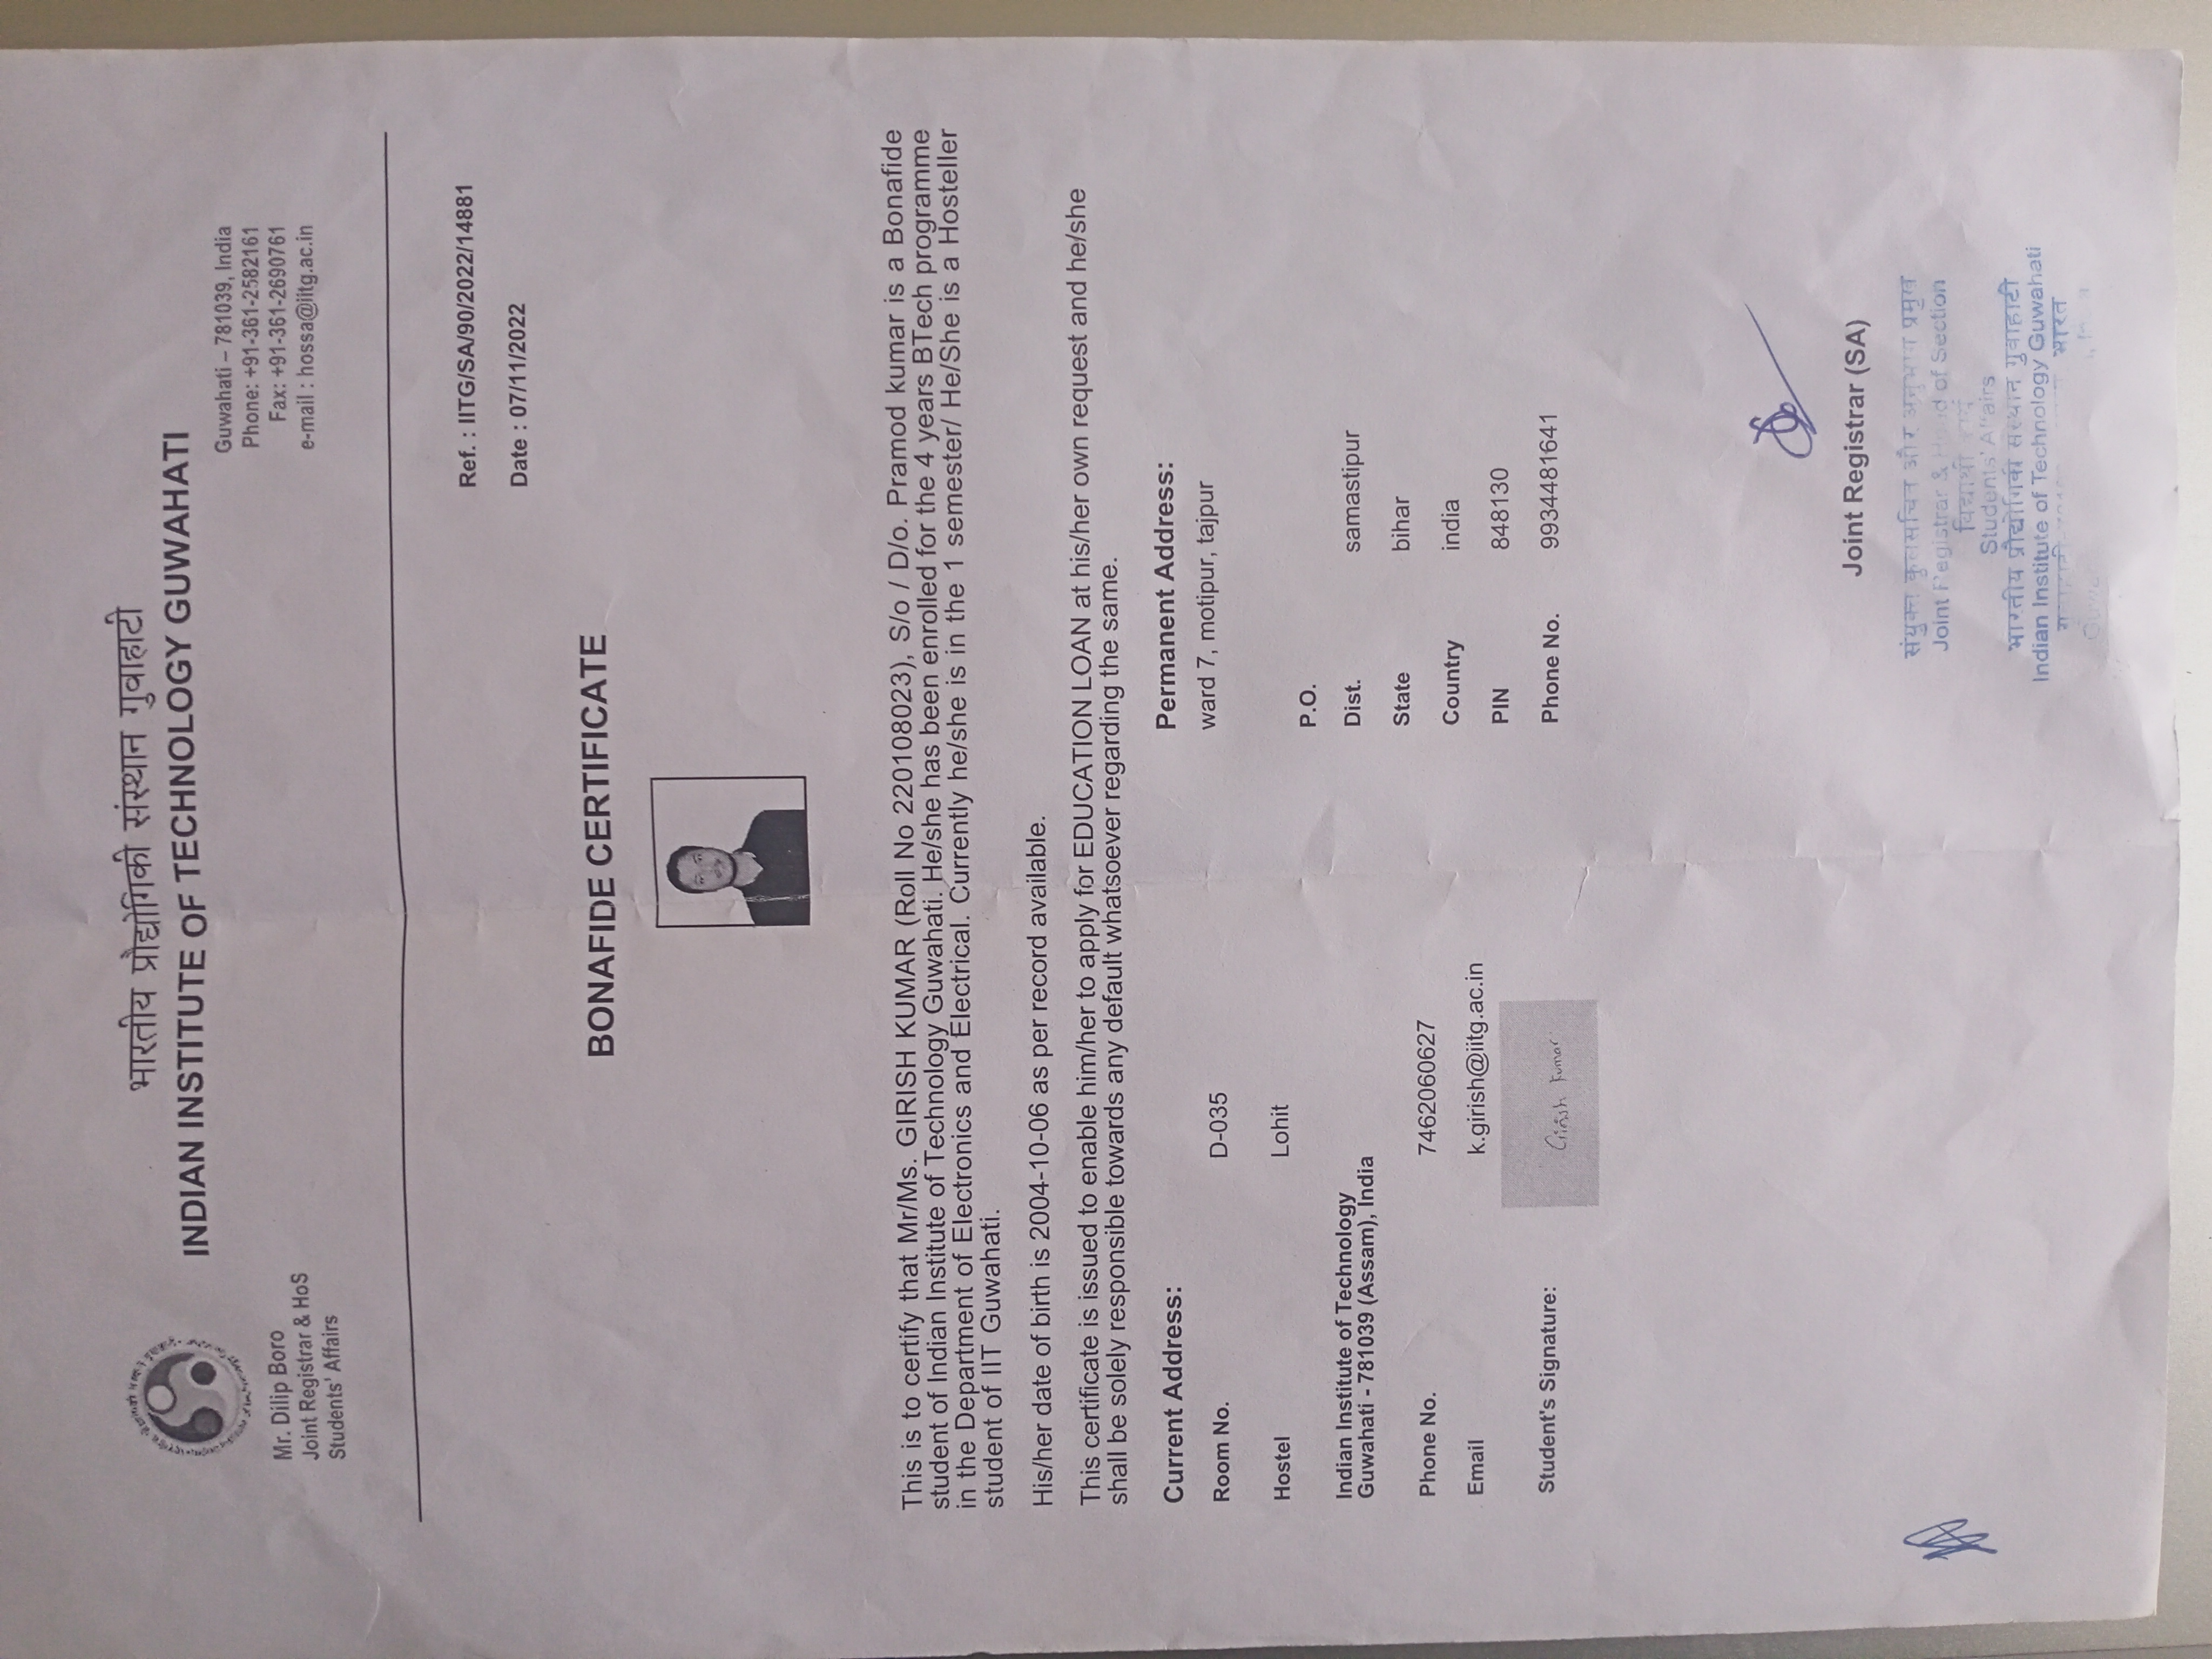 भारतीय प्रौद्योगिकी संस्थान गुवाहाटी
INDIAN INSTITUTE OF TECHNOLOGY GUWAHATI
Guwahati – 781039, India
Phone: +91-361-2582161
Fax: +91-361-2690761
e-mail : hossa@iitg.ac.in
Mr. Dilip Boro
Joint Registrar & HoS
Students' Affairs
Ref. : IITG/SA/90/2022/14881
Date : 07/11/2022
BONAFIDE CERTIFICATE
This is to certify that Mr/Ms. GIRISH KUMAR (Roll No 220108023), S/o / D/o. Pramod kumar is a Bonafide
student of Indian Institute of Technology Guwahati. He/she has been enrolled for the 4 years BTech programme
in the Department of Electronics and Electrical. Currently he/she is in the 1 semester/ He/She is a Hosteller
student of IIT Guwahati.
His/her date of birth is 2004-10-06 as per record available.
This certificate is issued to enable him/her to apply for EDUCATION LOAN at his/her own request and he/she
shall be solely responsible towards any default whatsoever regarding the same.
Current Address:
Room No. D-035
Hostel Lohit
Indian Institute of Technology
Guwahati - 781039 (Assam), India
Phone No. 7462060627
Email k.girish@iitg.ac.in
Student's Signature: Girish Kumar
Permanent Address:
ward 7, motipur, tajpur
P.O.
Dist. samastipur
State bihar
Country india
PIN 848130
Phone No. 9934481641
Joint Registrar (SA)
संयुक्त कुलसचिव और अनुभाग प्रमुख
Joint Registrar & Head of Section
विद्यार्थी कार्य
Students' Affairs
भारतीय प्रौद्योगिकी संस्थान गुवाहाटी
Indian Institute of Technology Guwahati
भारत